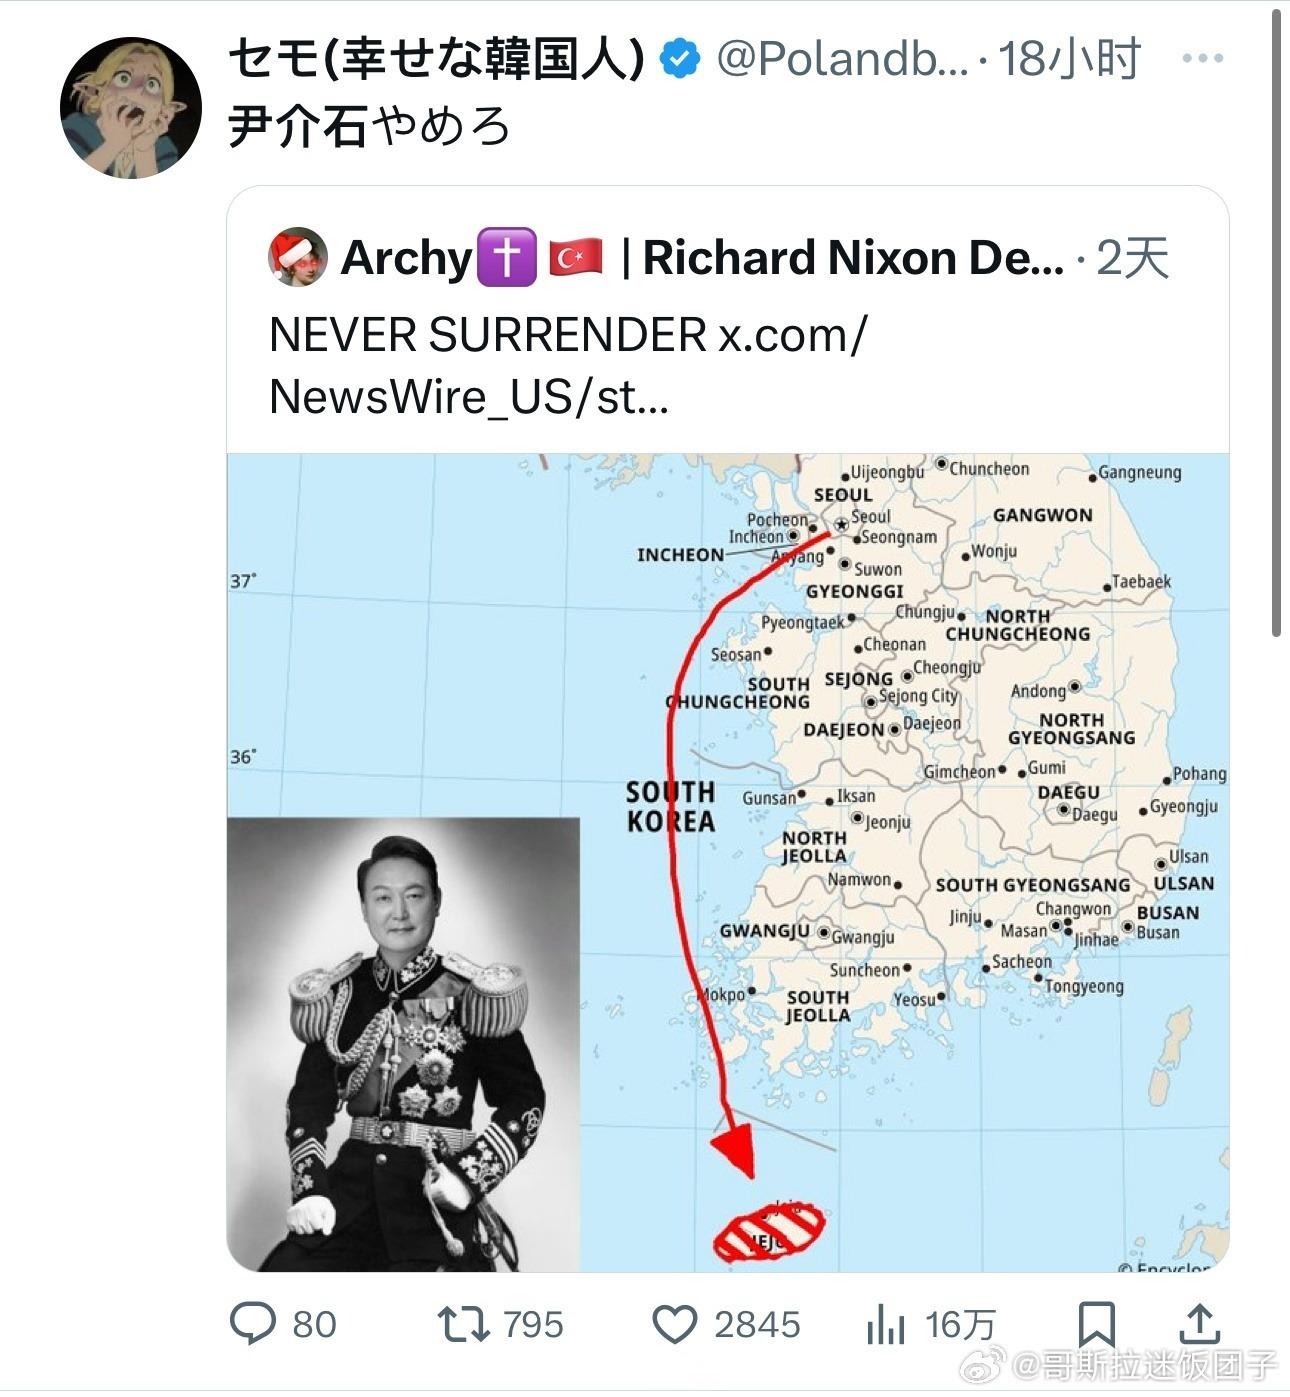 セモ(幸せな韓国人) @Polandb... · 18小时
尹介石やめろ
Archy✝️🇹🇷 | Richard Nixon De... · 2天
NEVER SURRENDER x.com/
NewsWire_US/st...
Uijeongbu
Chuncheon
Gangneung
SEOUL
Pocheon
Seoul
GANGWON
Incheon
Seongnam
INCHEON
Anyang
Wonju
Suwon
37°
Taebaek
GYEONGGI
Pyeongtaek
Chungju
NORTH
CHUNGCHEONG
Seosan
Cheonan
Cheongju
SOUTH
CHUNGCHEONG
SEJONG
Sejong City
Andong
DAEJEON
Daejeon
NORTH
GYEONGSANG
36°
Gimcheon
Gumi
Pohang
SOUTH
KOREA
Gunsan
Iksan
DAEGU
Daegu
Gyeongju
Jeonju
NORTH
JEOLLA
Ulsan
Namwon
SOUTH GYEONGSANG
ULSAN
Jinju
Changwon
BUSAN
GWANGJU
Gwangju
Masan
Jinhae
Busan
Suncheon
Sacheon
Mokpo
SOUTH
JEOLLA
Yeosu
Tongyeong
JEJU
© Encyclop
80 795 2845 16万
@哥斯拉迷饭团子